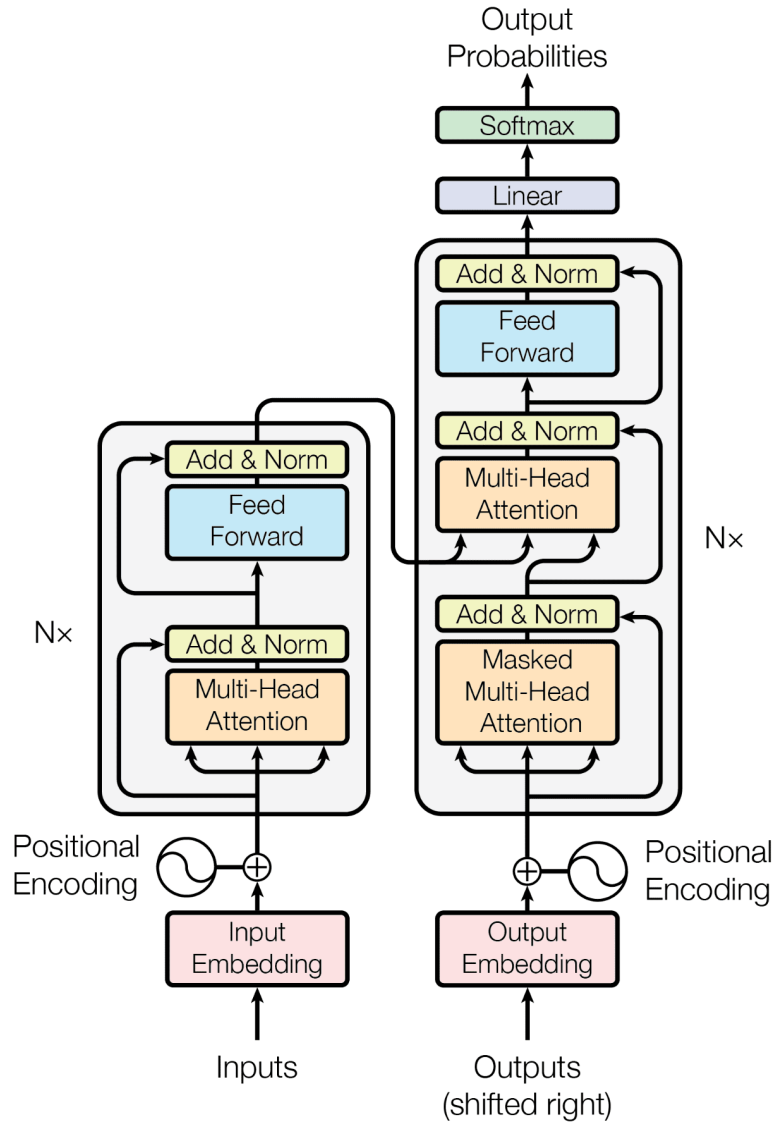 Output
Probabilities
Softmax
Linear
Add & Norm
Feed
Forward
Add & Norm
Multi-Head
Attention
Add & Norm
Masked
Multi-Head
Attention
Nx
Add & Norm
Feed
Forward
Add & Norm
Multi-Head
Attention
N×
Positional
Encoding
Positional
Encoding
Input
Embedding
Output
Embedding
Inputs
Outputs
(shifted right)